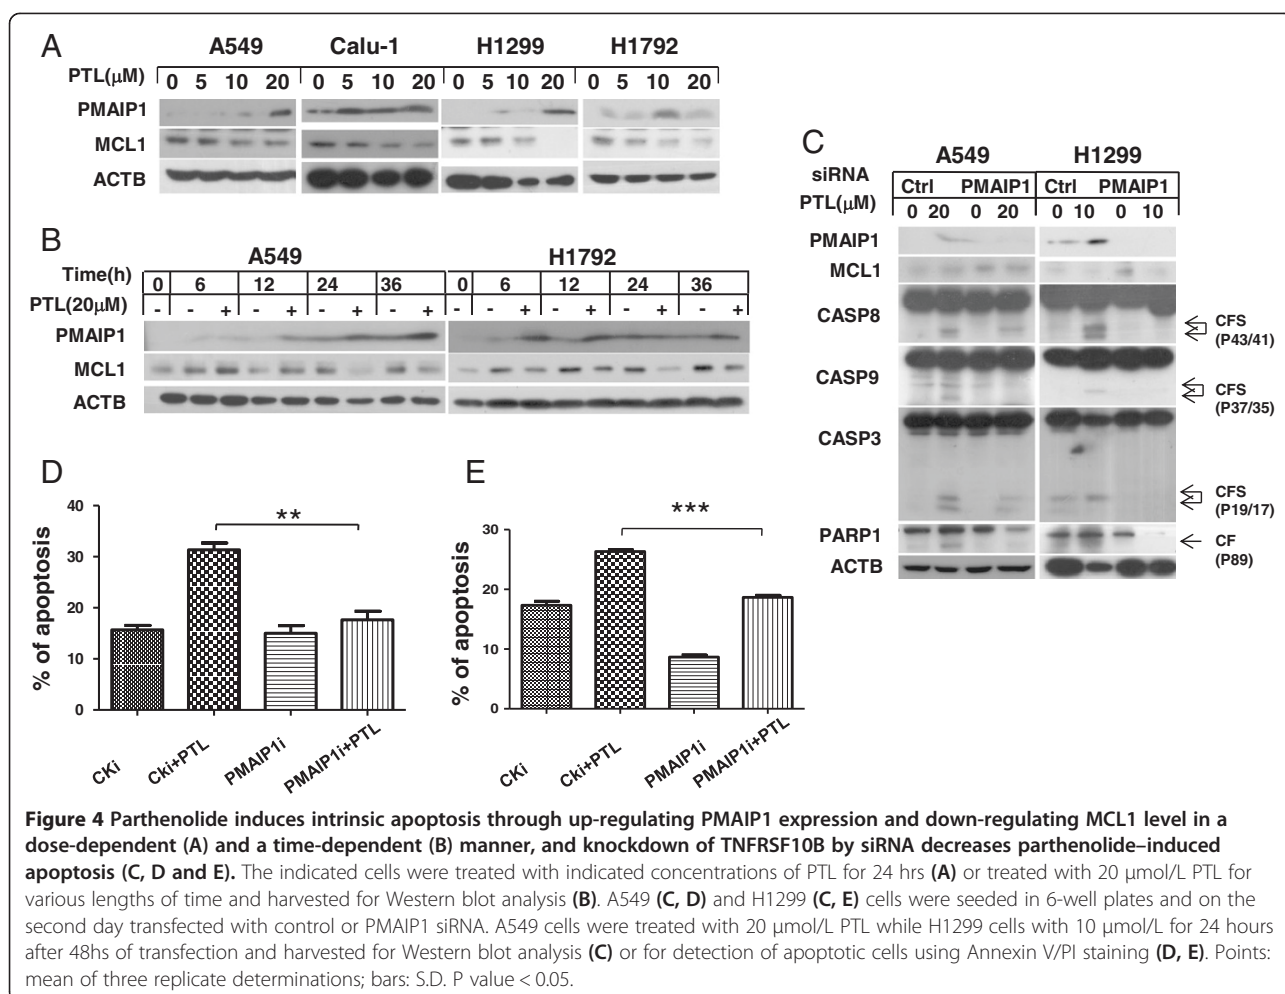 A
A549 Calu-1 H1299 H1792
PTL(μM) 0 5 10 20 0 5 10 20 0 5 10 20 0 5 10 20
PMAIP1
MCL1
ACTB
B
A549 H1792
Time(h) 0 6 12 24 36 0 6 12 24 36
PTL(20μM) - - + - + - + - + - - + - + - + - +
PMAIP1
MCL1
ACTB
C
A549 H1299
siRNA Ctrl PMAIP1 Ctrl PMAIP1
PTL(μM) 0 20 0 20 0 10 0 10
PMAIP1
MCL1
CASP8 CFS
(P43/41)
CASP9 CFS
(P37/35)
CASP3
CFS
(P19/17)
PARP1 CF
(P89)
ACTB
D
% of apoptosis
40
30
20
10
0
**
CKi Cki+PTL PMAIP1i PMAIP1i+PTL
E
% of apoptosis
30
20
10
0
***
CKi Cki+PTL PMAIP1i PMAIP1i+PTL
Figure 4 Parthenolide induces intrinsic apoptosis through up-regulating PMAIP1 expression and down-regulating MCL1 level in a
dose-dependent (A) and a time-dependent (B) manner, and knockdown of TNFRSF10B by siRNA decreases parthenolide–induced
apoptosis (C, D and E). The indicated cells were treated with indicated concentrations of PTL for 24 hrs (A) or treated with 20 μmol/L PTL for
various lengths of time and harvested for Western blot analysis (B). A549 (C, D) and H1299 (C, E) cells were seeded in 6-well plates and on the
second day transfected with control or PMAIP1 siRNA. A549 cells were treated with 20 μmol/L PTL while H1299 cells with 10 μmol/L for 24 hours
after 48hs of transfection and harvested for Western blot analysis (C) or for detection of apoptotic cells using Annexin V/PI staining (D, E). Points:
mean of three replicate determinations; bars: S.D. P value < 0.05.